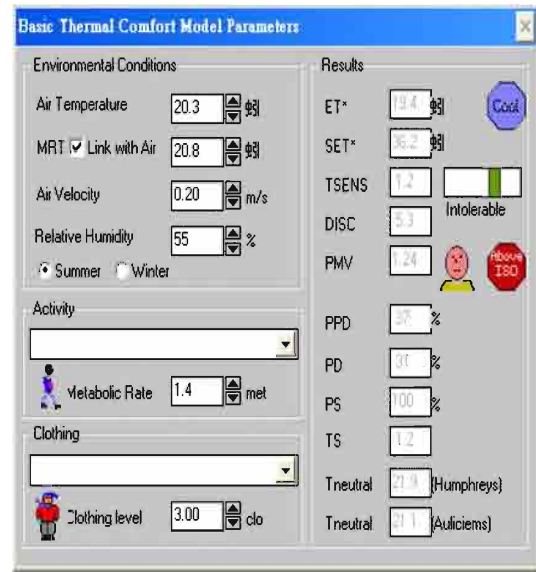 Basic Thermal Comfort Model Parameters
Environmental Conditions
Air Temperature 20.3
MRT Link with Air 20.8
Air Velocity 0.20 m/s
Relative Humidity 55 %
Summer Winter
Activity
Metabolic Rate 1.4 met
Clothing
Clothing level 3.00 clo
Results
ET* 19.4 Cool
SET* 36.2
TSENS 1.2
Intolerable
DISC 5.3
PMV 1.24 Above ISO
PPD 37 %
PD 31 %
PS 100 %
TS 1.2
Tneutral 21.9 (Humphreys)
Tneutral 21.1 (Auliciems)